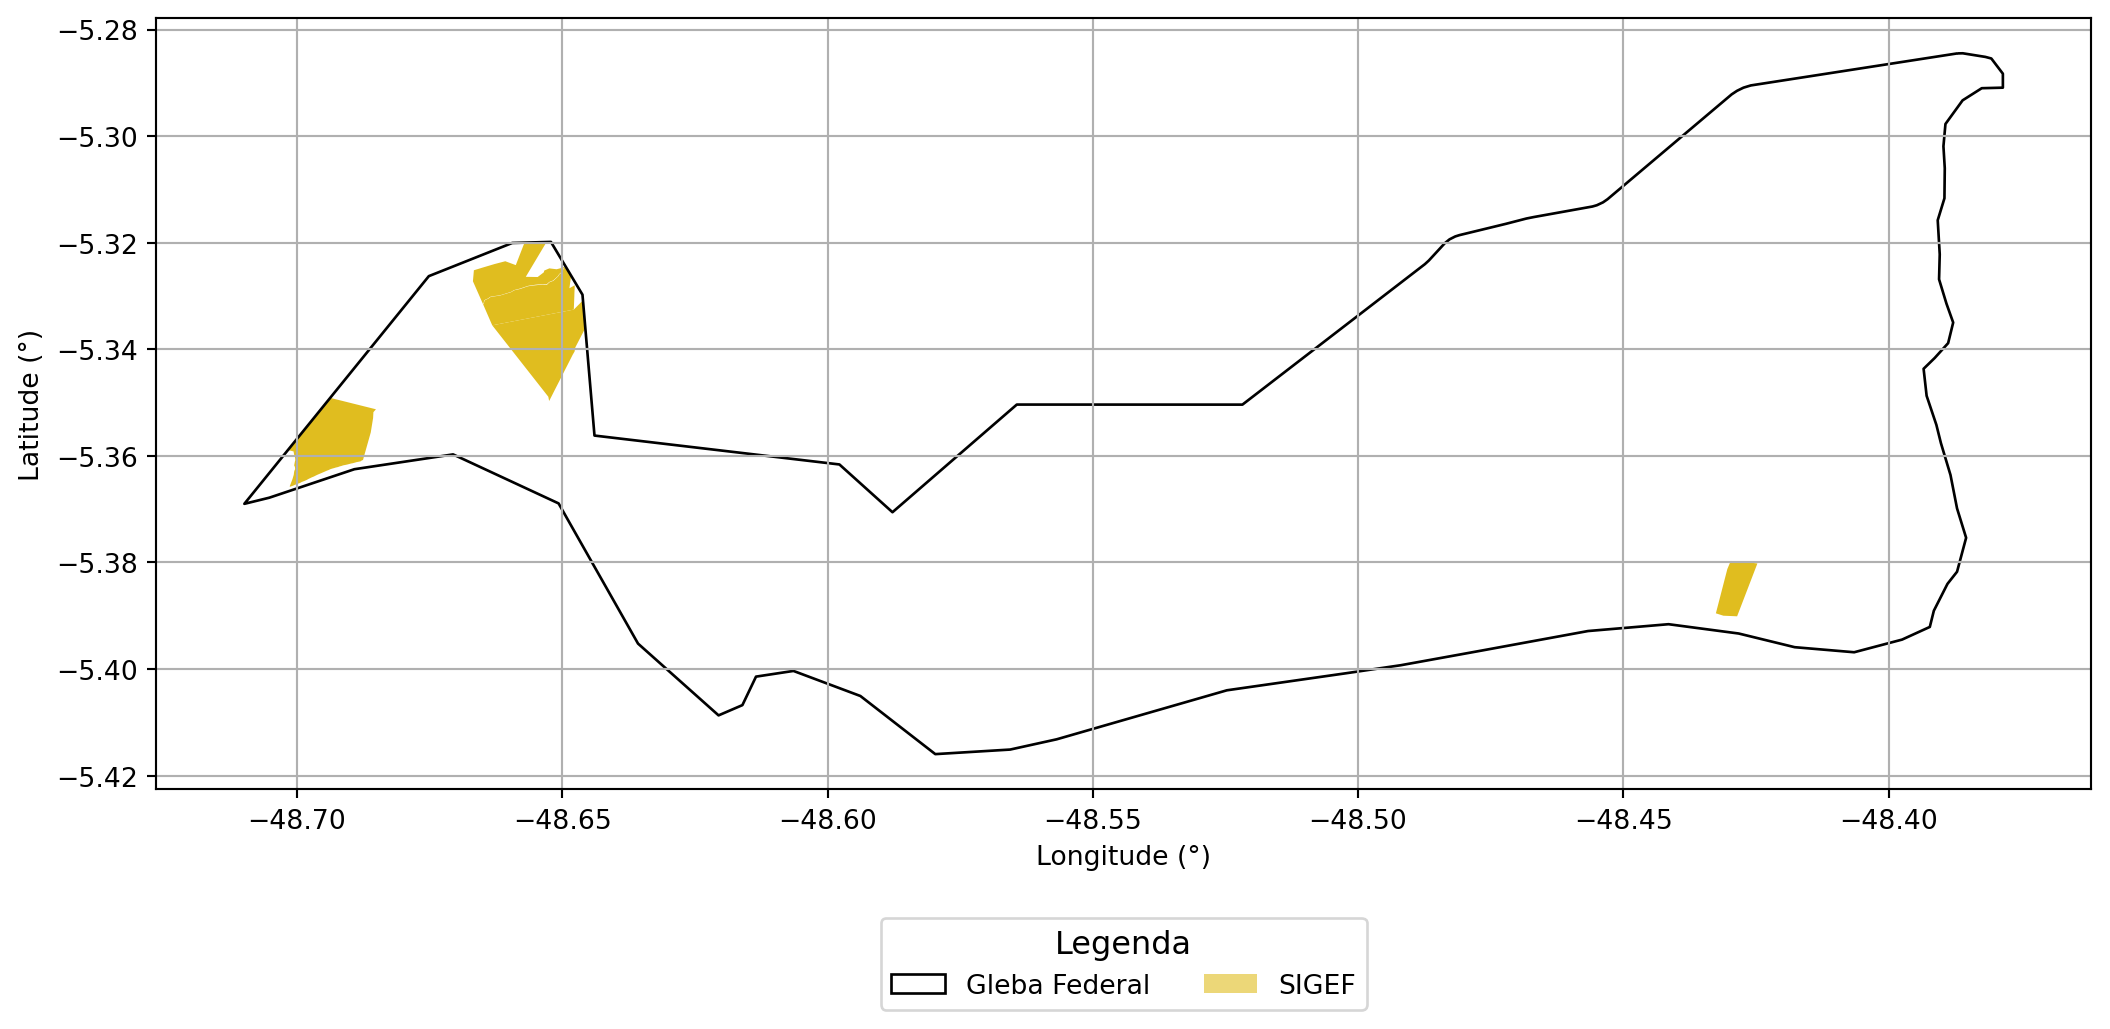 −5.28
−5.30
−5.32
−5.34
−5.36
−5.38
−5.40
−5.42
Latitude (°)
−48.70 −48.65 −48.60 −48.55 −48.50 −48.45 −48.40
Longitude (°)
Legenda
Gleba Federal SIGEF